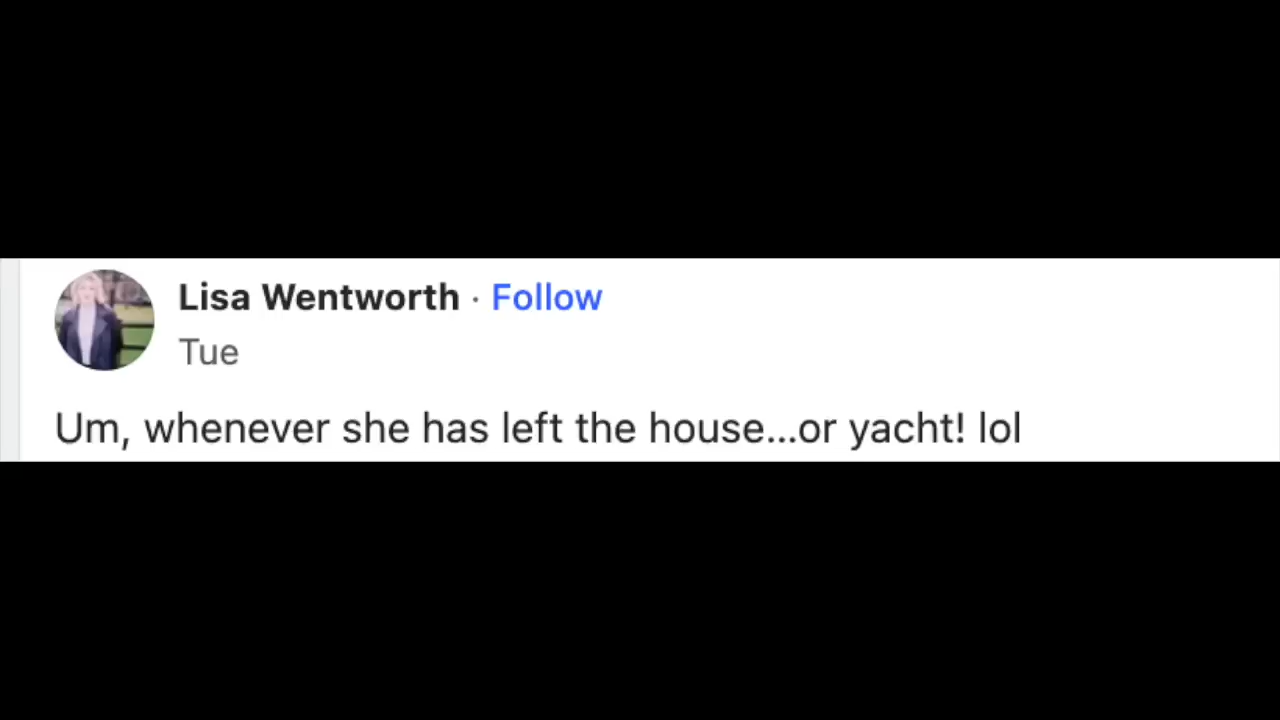 Lisa Wentworth · Follow
Tue
Um, whenever she has left the house...or yacht! lol